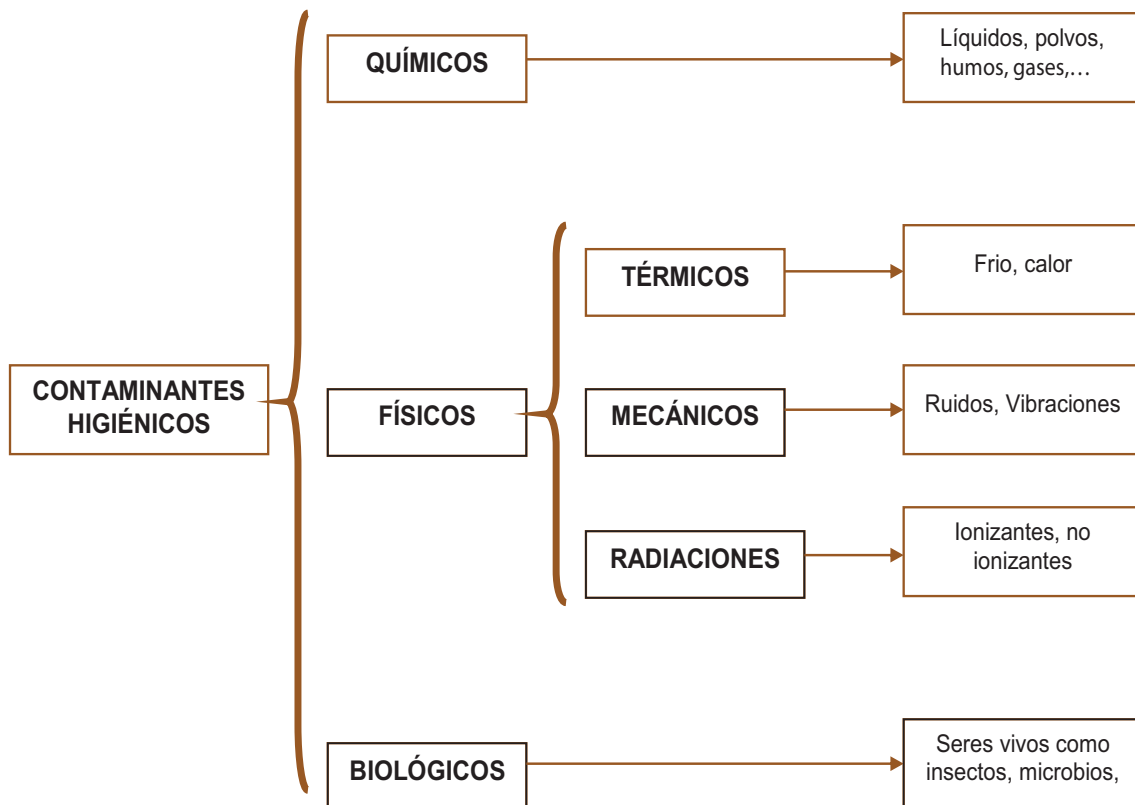 QUÍMICOS
Líquidos, polvos,
humos, gases,...
TÉRMICOS
Frio, calor
CONTAMINANTES
HIGIÉNICOS
FÍSICOS
MECÁNICOS
Ruidos, Vibraciones
RADIACIONES
Ionizantes, no
ionizantes
BIOLÓGICOS
Seres vivos como
insectos, microbios,